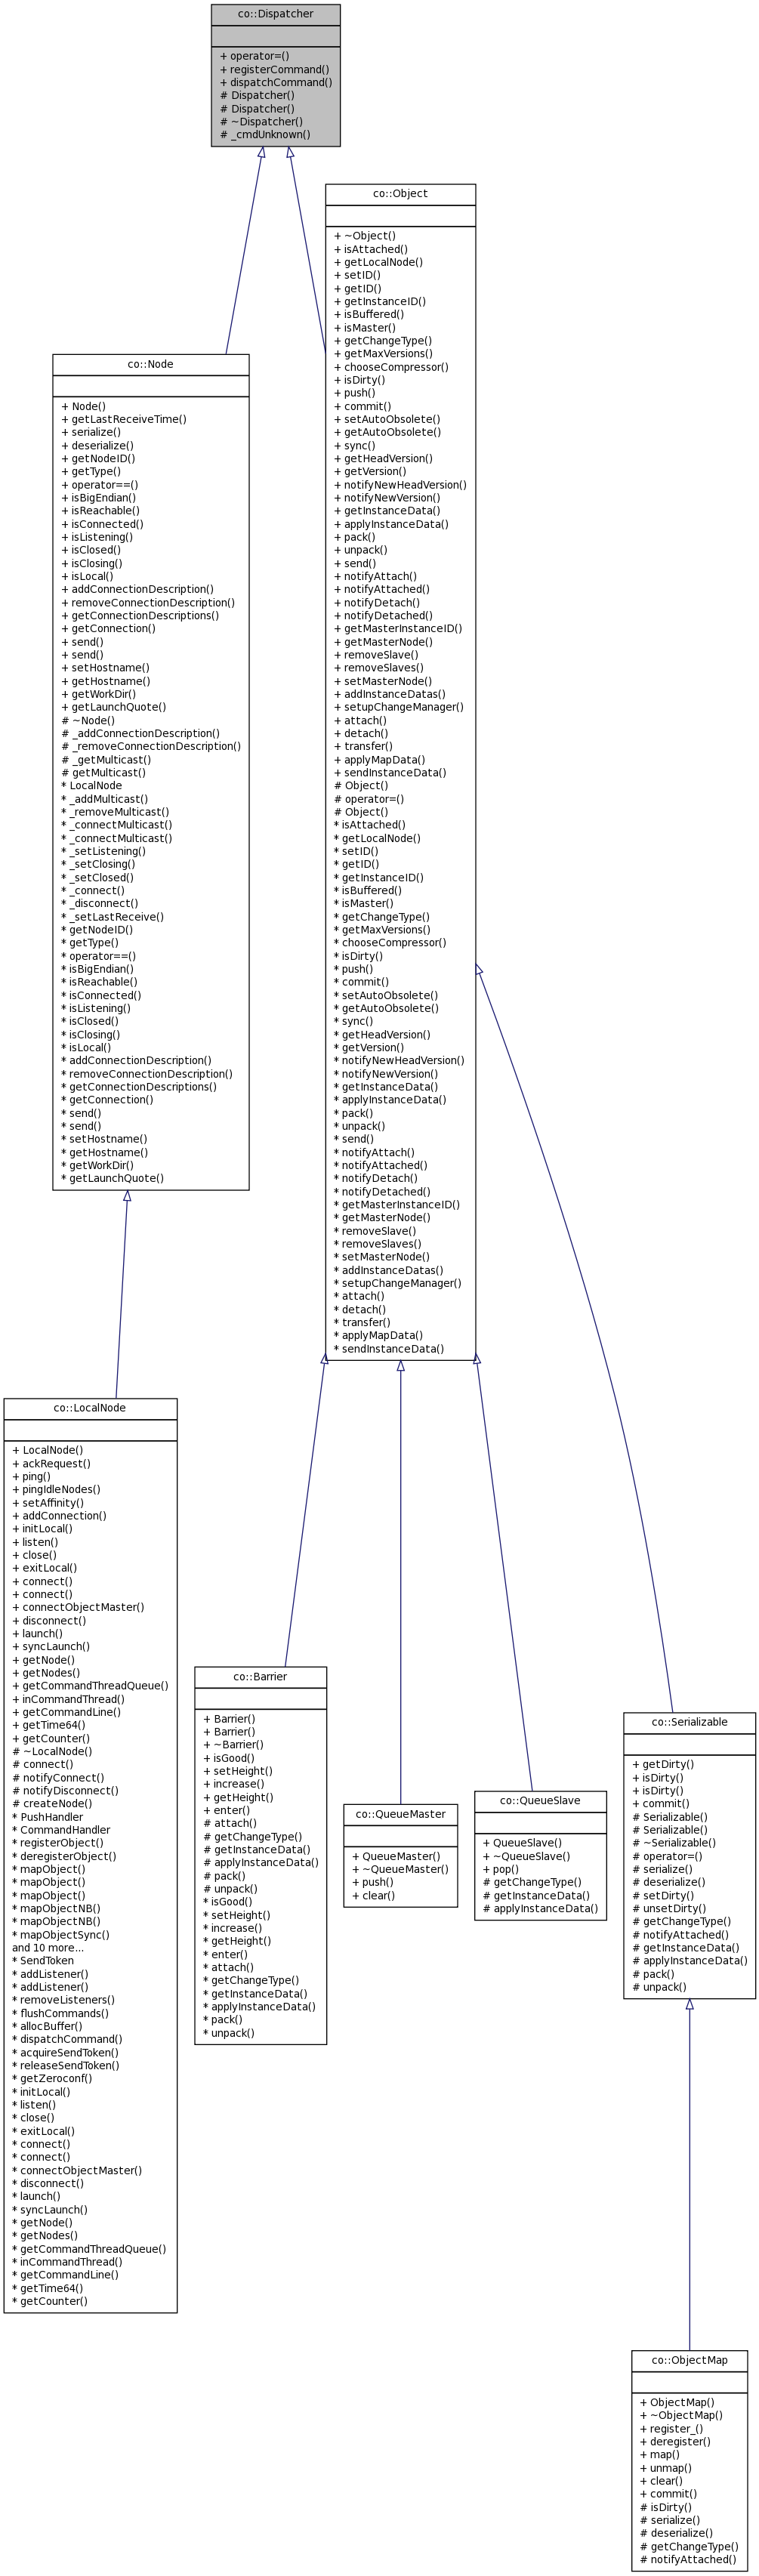 co::Dispatcher
+ operator=()
+ registerCommand()
+ dispatchCommand()
# Dispatcher()
# Dispatcher()
# ~Dispatcher()
# _cmdUnknown()
co::Object
+ ~Object()
+ isAttached()
+ getLocalNode()
+ setID()
+ getID()
+ getInstanceID()
+ isBuffered()
+ isMaster()
+ getChangeType()
+ getMaxVersions()
+ chooseCompressor()
+ isDirty()
+ push()
+ commit()
+ setAutoObsolete()
+ getAutoObsolete()
+ sync()
+ getHeadVersion()
+ getVersion()
+ notifyNewHeadVersion()
+ notifyNewVersion()
+ getInstanceData()
+ applyInstanceData()
+ pack()
+ unpack()
+ send()
+ notifyAttach()
+ notifyAttached()
+ notifyDetach()
+ notifyDetached()
+ getMasterInstanceID()
+ getMasterNode()
+ removeSlave()
+ removeSlaves()
+ setMasterNode()
+ addInstanceDatas()
+ setupChangeManager()
+ attach()
+ detach()
+ transfer()
+ applyMapData()
+ sendInstanceData()
# Object()
# operator=()
# Object()
* isAttached()
* getLocalNode()
* setID()
* getID()
* getInstanceID()
* isBuffered()
* isMaster()
* getChangeType()
* getMaxVersions()
* chooseCompressor()
* isDirty()
* push()
* commit()
* setAutoObsolete()
* getAutoObsolete()
* sync()
* getHeadVersion()
* getVersion()
* notifyNewHeadVersion()
* notifyNewVersion()
* getInstanceData()
* applyInstanceData()
* pack()
* unpack()
* send()
* notifyAttach()
* notifyAttached()
* notifyDetach()
* notifyDetached()
* getMasterInstanceID()
* getMasterNode()
* removeSlave()
* removeSlaves()
* setMasterNode()
* addInstanceDatas()
* setupChangeManager()
* attach()
* detach()
* transfer()
* applyMapData()
* sendInstanceData()
co::Node
+ Node()
+ getLastReceiveTime()
+ serialize()
+ deserialize()
+ getNodeID()
+ getType()
+ operator==()
+ isBigEndian()
+ isReachable()
+ isConnected()
+ isListening()
+ isClosed()
+ isClosing()
+ isLocal()
+ addConnectionDescription()
+ removeConnectionDescription()
+ getConnectionDescriptions()
+ getConnection()
+ send()
+ send()
+ setHostname()
+ getHostname()
+ getWorkDir()
+ getLaunchQuote()
# ~Node()
# _addConnectionDescription()
# _removeConnectionDescription()
# _getMulticast()
# getMulticast()
* LocalNode
* _addMulticast()
* _removeMulticast()
* _connectMulticast()
* _connectMulticast()
* _setListening()
* _setClosing()
* _setClosed()
* _connect()
* _disconnect()
* _setLastReceive()
* getNodeID()
* getType()
* operator==()
* isBigEndian()
* isReachable()
* isConnected()
* isListening()
* isClosed()
* isClosing()
* isLocal()
* addConnectionDescription()
* removeConnectionDescription()
* getConnectionDescriptions()
* getConnection()
* send()
* send()
* setHostname()
* getHostname()
* getWorkDir()
* getLaunchQuote()
co::LocalNode
+ LocalNode()
+ ackRequest()
+ ping()
+ pingIdleNodes()
+ setAffinity()
+ addConnection()
+ initLocal()
+ listen()
+ close()
+ exitLocal()
+ connect()
+ connect()
+ connectObjectMaster()
+ disconnect()
+ launch()
+ syncLaunch()
+ getNode()
+ getNodes()
+ getCommandThreadQueue()
+ inCommandThread()
+ getCommandLine()
+ getTime64()
+ getCounter()
# ~LocalNode()
# connect()
# notifyConnect()
# notifyDisconnect()
# createNode()
* PushHandler
* CommandHandler
* registerObject()
* deregisterObject()
* mapObject()
* mapObject()
* mapObject()
* mapObjectNB()
* mapObjectNB()
* mapObjectSync()
and 10 more...
* SendToken
* addListener()
* addListener()
* removeListeners()
* flushCommands()
* allocBuffer()
* dispatchCommand()
* acquireSendToken()
* releaseSendToken()
* getZeroconf()
* initLocal()
* listen()
* close()
* exitLocal()
* connect()
* connect()
* connectObjectMaster()
* disconnect()
* launch()
* syncLaunch()
* getNode()
* getNodes()
* getCommandThreadQueue()
* inCommandThread()
* getCommandLine()
* getTime64()
* getCounter()
co::Barrier
+ Barrier()
+ Barrier()
+ ~Barrier()
+ isGood()
+ setHeight()
+ increase()
+ getHeight()
+ enter()
# attach()
# getChangeType()
# getInstanceData()
# applyInstanceData()
# pack()
# unpack()
* isGood()
* setHeight()
* increase()
* getHeight()
* enter()
* attach()
* getChangeType()
* getInstanceData()
* applyInstanceData()
* pack()
* unpack()
co::QueueMaster
+ QueueMaster()
+ ~QueueMaster()
+ push()
+ clear()
co::QueueSlave
+ QueueSlave()
+ ~QueueSlave()
+ pop()
# getChangeType()
# getInstanceData()
# applyInstanceData()
co::Serializable
+ getDirty()
+ isDirty()
+ isDirty()
+ commit()
# Serializable()
# Serializable()
# ~Serializable()
# operator=()
# serialize()
# deserialize()
# setDirty()
# unsetDirty()
# getChangeType()
# notifyAttached()
# getInstanceData()
# applyInstanceData()
# pack()
# unpack()
co::ObjectMap
+ ObjectMap()
+ ~ObjectMap()
+ register_()
+ deregister()
+ map()
+ unmap()
+ clear()
+ commit()
# isDirty()
# serialize()
# deserialize()
# getChangeType()
# notifyAttached()